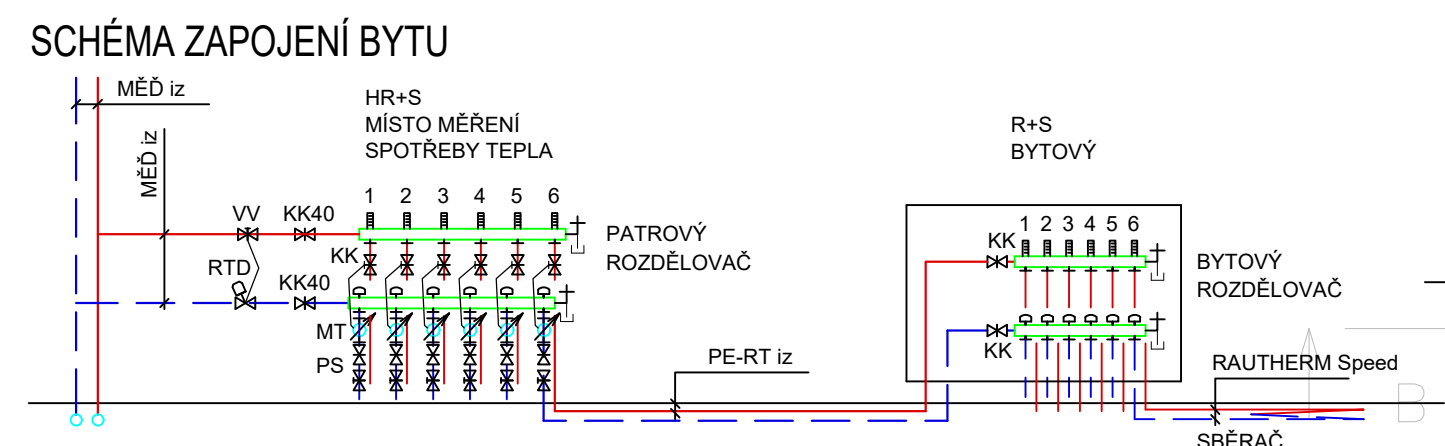 SCHÉMA ZAPOJENÍ BYTU
MĚĎ iz
MĚĎ iz
HR+S
MÍSTO MĚŘENÍ
SPOTŘEBY TEPLA
R+S
BYTOVÝ
1 2 3 4 5 6
VV KK40
PATROVÝ
ROZDĚLOVAČ
KK
RTD KK40
MT
PS
1 2 3 4 5 6
KK
BYTOVÝ
ROZDĚLOVAČ
KK
PE-RT iz
RAUTHERM Speed
B
SBĚRAČ